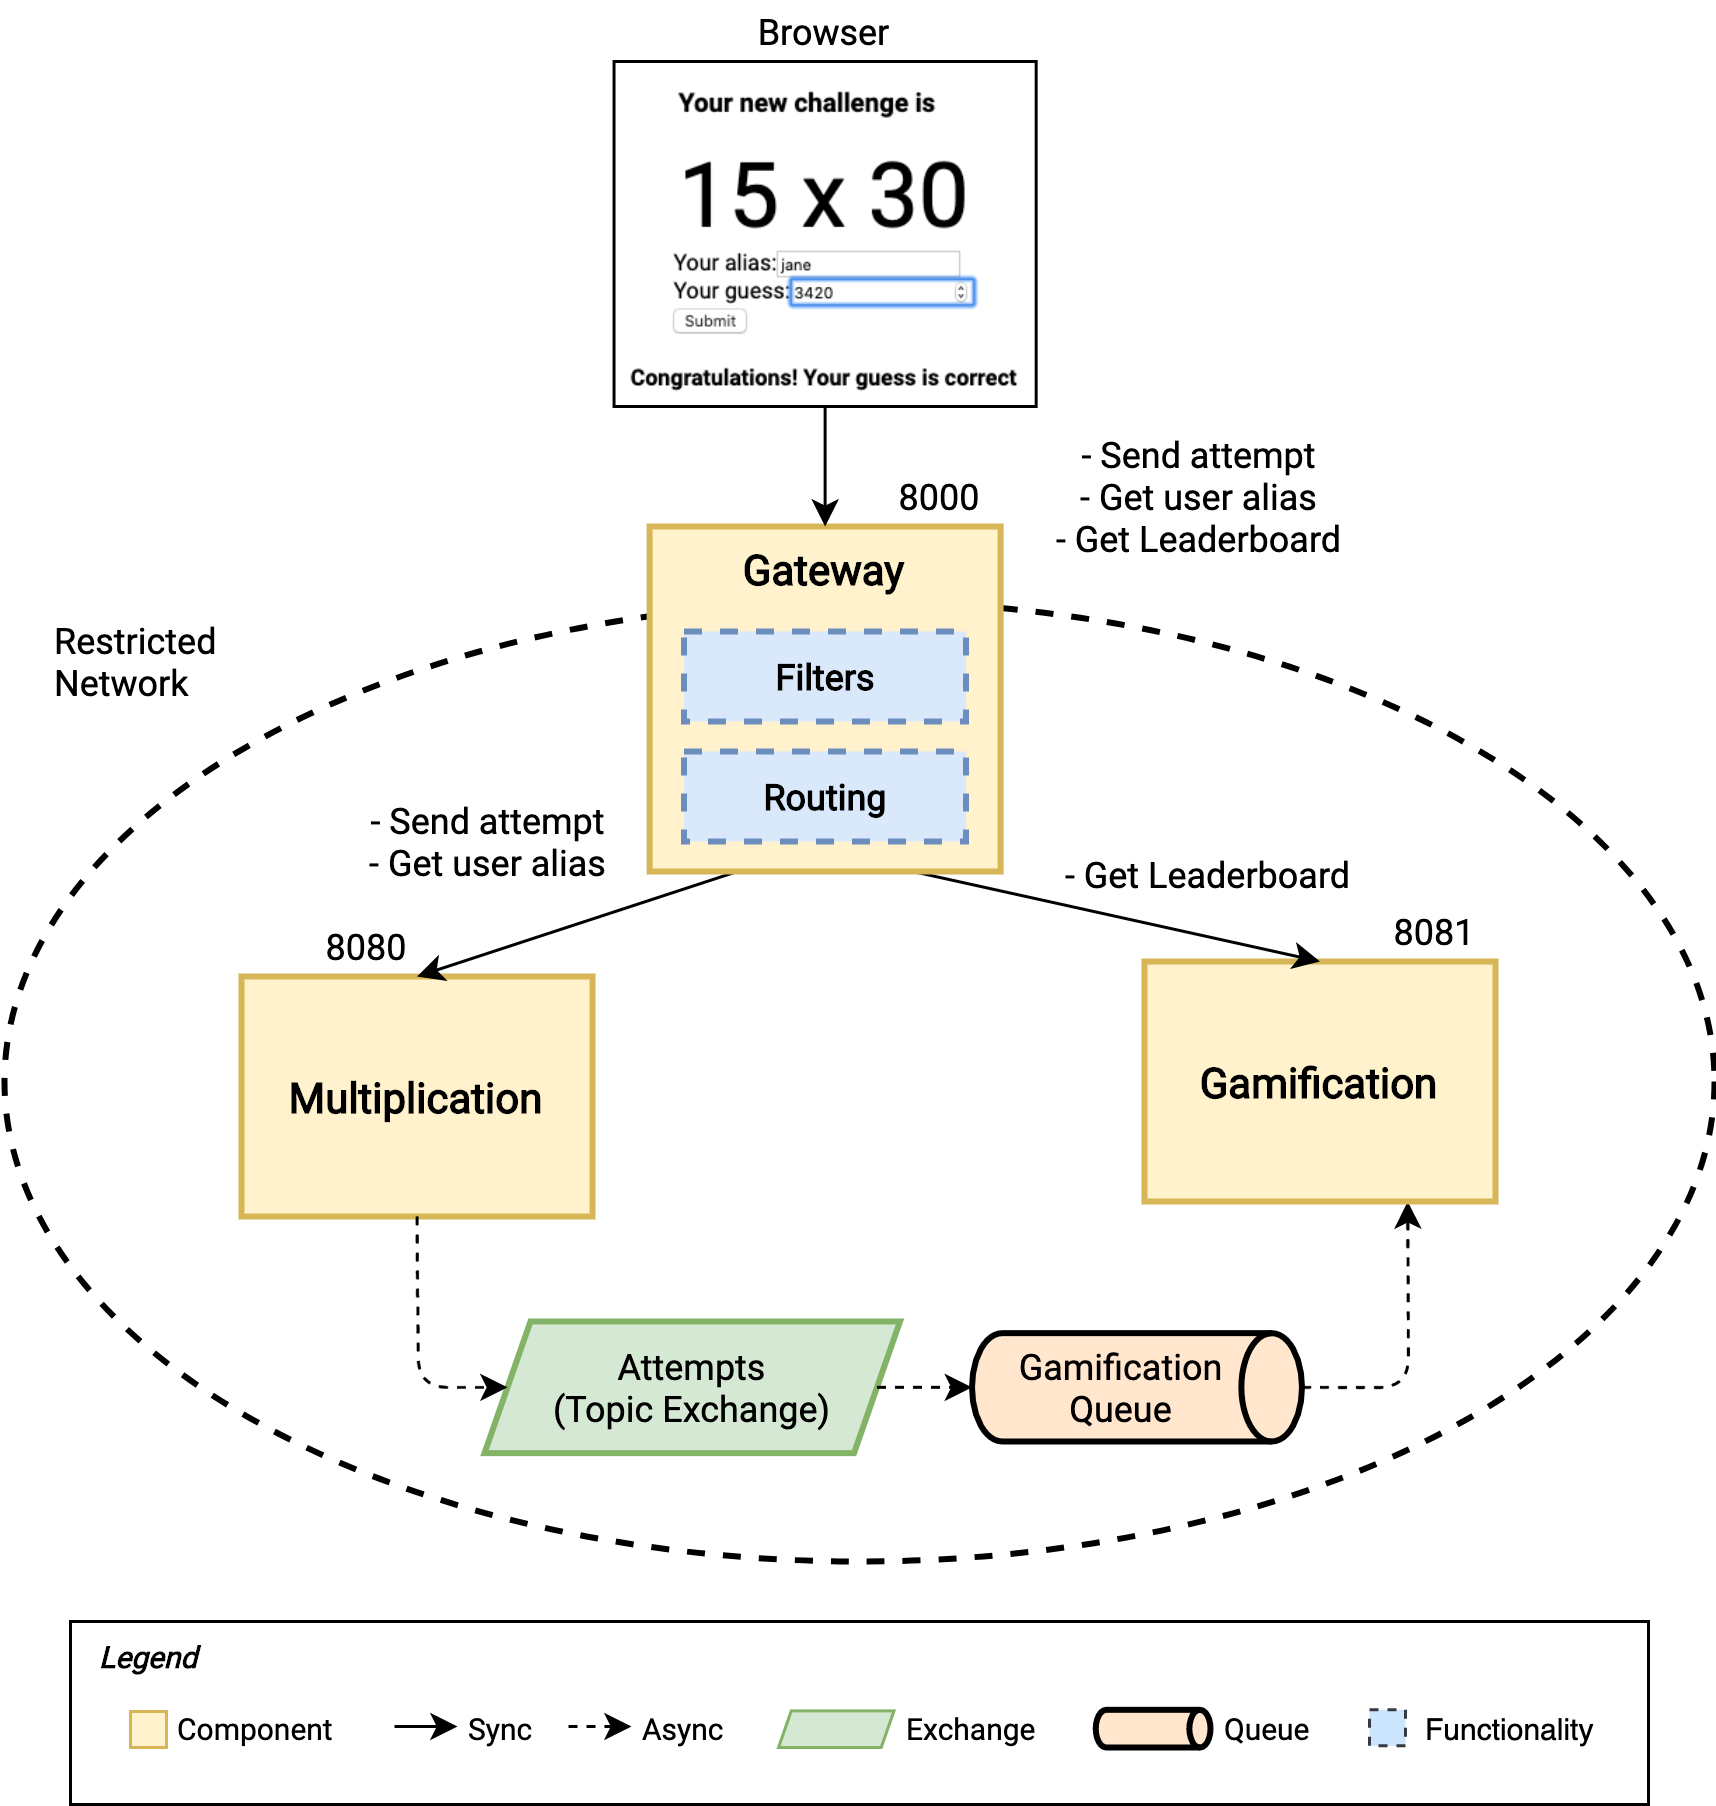 Browser
Your new challenge is
15 x 30
Your alias: jane
Your guess: 3420
Submit
Congratulations! Your guess is correct
- Send attempt
- Get user alias
- Get Leaderboard
8000
Gateway
Filters
Routing
Restricted
Network
- Send attempt
- Get user alias
- Get Leaderboard
8080
8081
Multiplication
Gamification
Attempts
(Topic Exchange)
Gamification
Queue
Legend
Component
Sync
Async
Exchange
Queue
Functionality